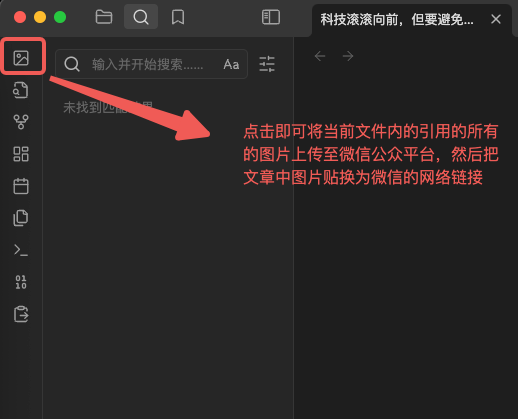 科技滚滚向前，但要避免...
输入并开始搜索......
Aa
未找到匹配结果
点击即可将当前文件内的引用的所有
的图片上传至微信公众平台，然后把
文章中图片贴换为微信的网络链接
01
10